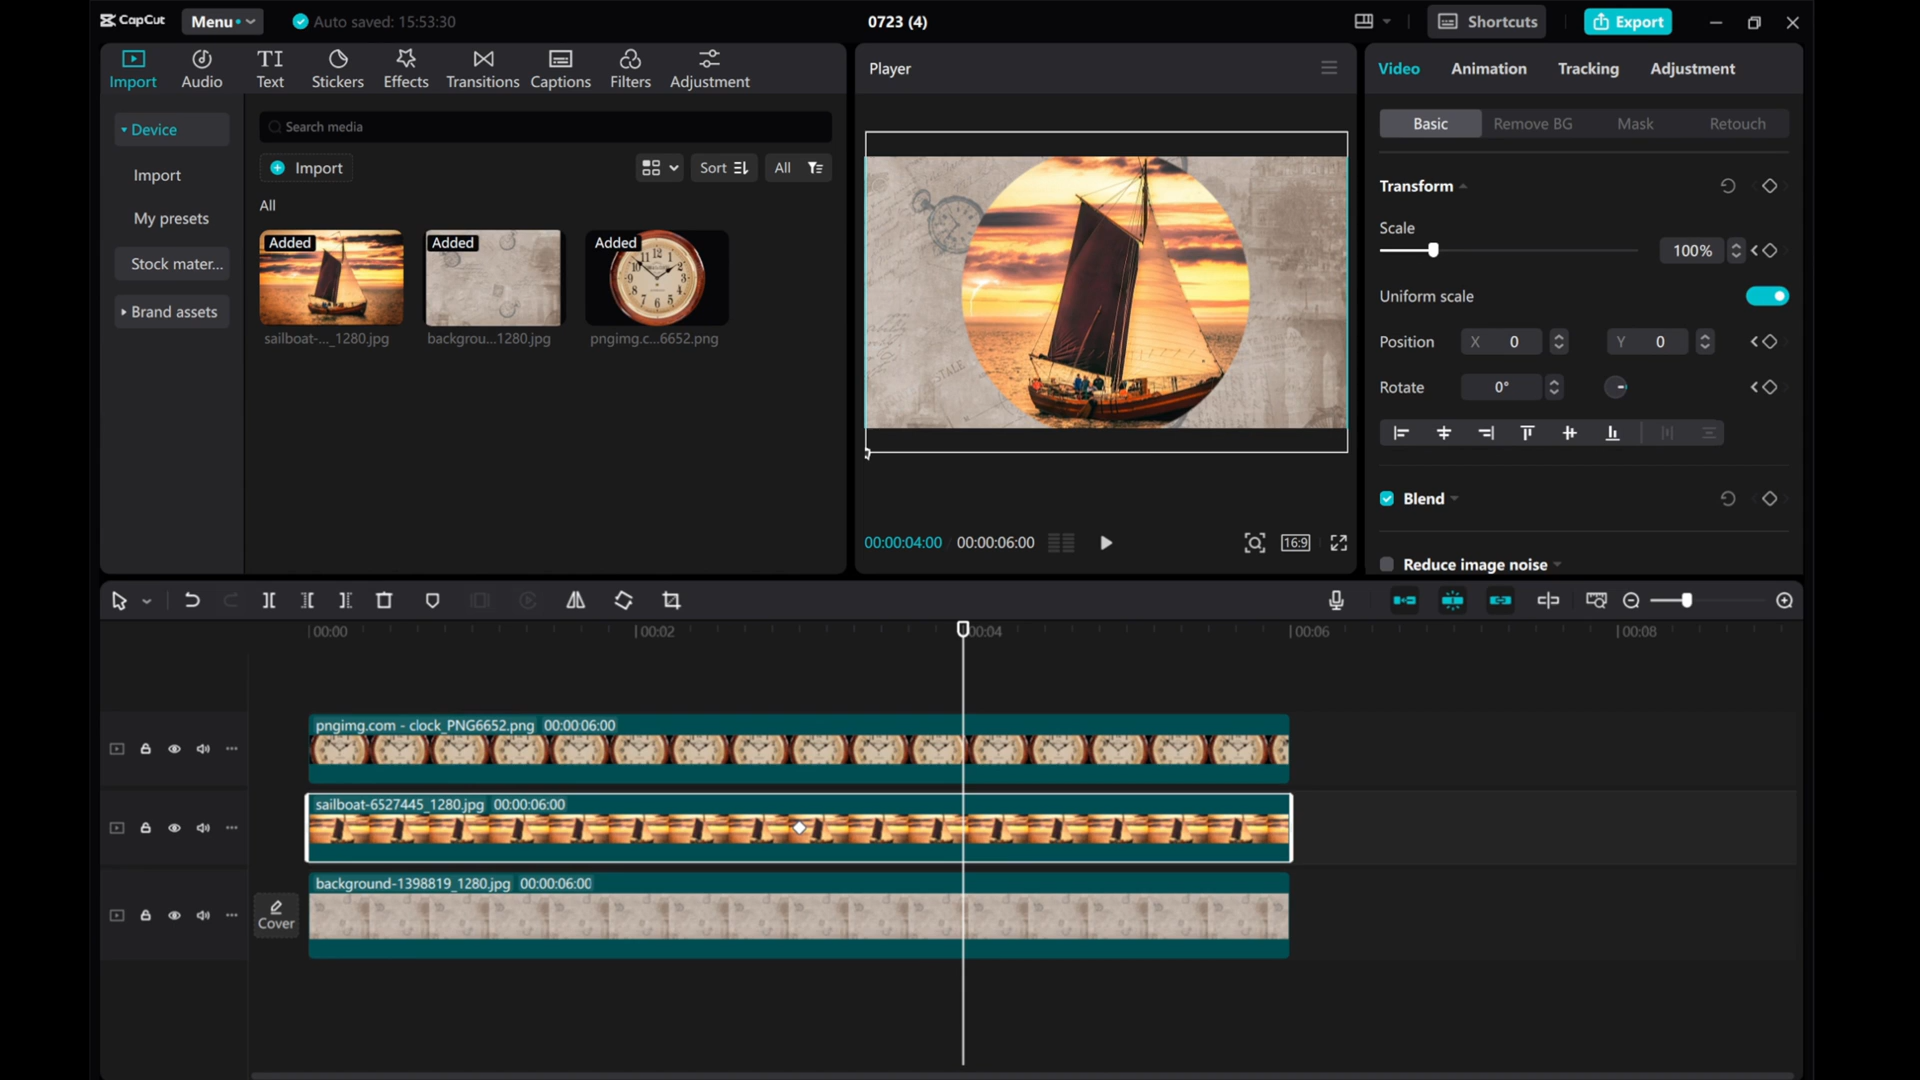 CapCut
Menu
Auto saved: 15:53:30
0723 (4)
Shortcuts
Export
Import
Audio
TI
Text
Stickers
Effects
Transitions
Captions
Filters
Adjustment
Device
Import
My presets
Stock mater...
Brand assets
Search media
Import
Sort
All
All
Added
Added
Added
sailboat-..._1280.jpg
backgrou...1280.jpg
pngimg.c...6652.png
Player
STALE
00:00:04:00
00:00:06:00
16:9
Video
Animation
Tracking
Adjustment
Basic
Remove BG
Mask
Retouch
Transform
Scale
100%
Uniform scale
Position
X 0
Y 0
Rotate
0°
Blend
Reduce image noise
00:00
00:02
00:04
00:06
00:08
pngimg.com - clock_PNG6652.png 00:00:06:00
sailboat-6527445_1280.jpg 00:00:06:00
background-1398819_1280.jpg 00:00:06:00
Cover